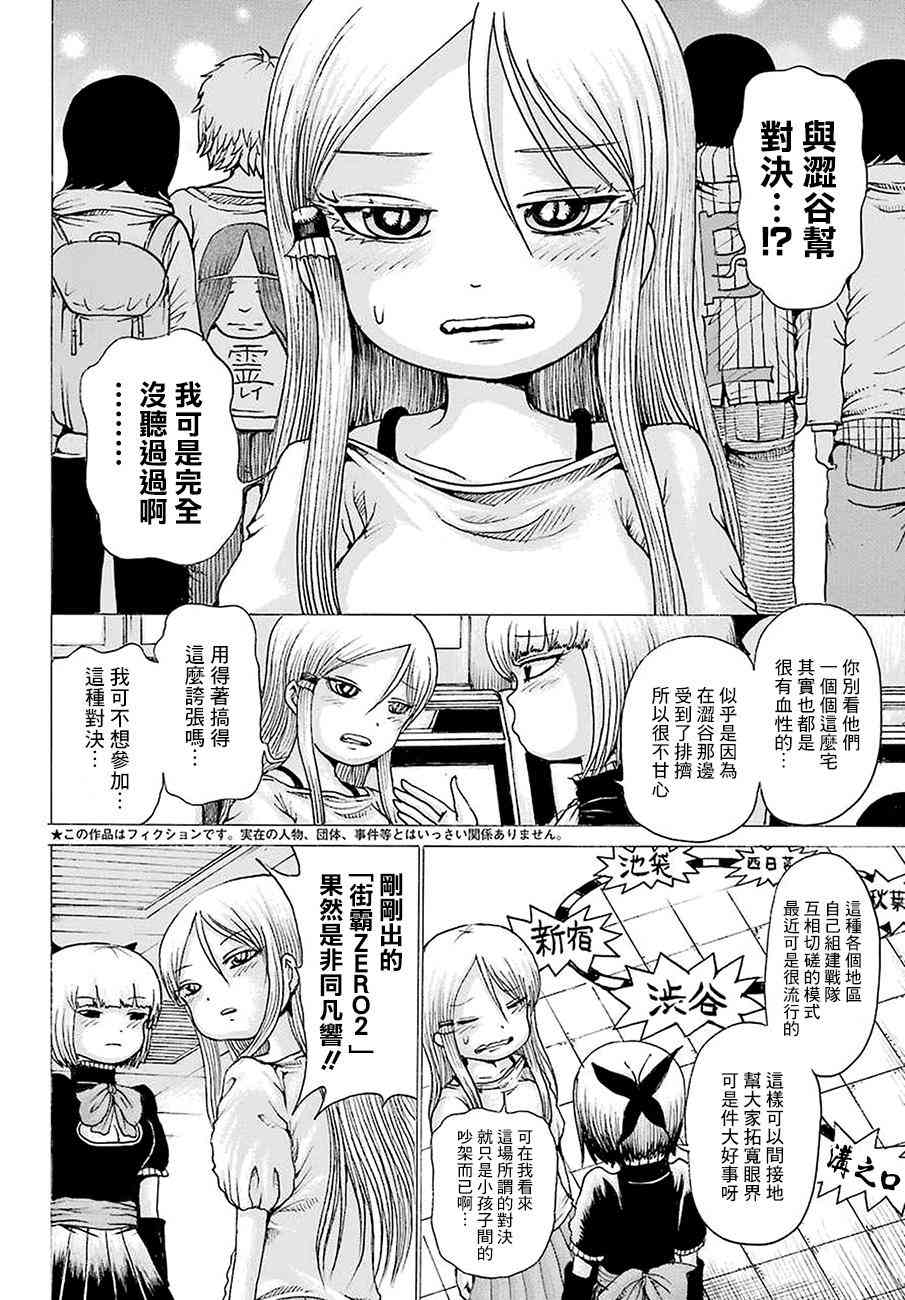 與澀谷幫
對決…!?
我可是完全
沒聽過過啊
………
靈
你別看他們
一個個這麼宅
其實也都是
很有血性的…
似乎是因為
在澀谷那邊
受到了排擠
所以很不甘心
用得著搞得
這麼誇張嗎…
我可不想參加
這種對決…
★この作品はフィクションです。実在の人物、団体、事件等とはいっさい関係ありません。
這種各個地區
自己組建戰隊
互相切磋的模式
最近可是很流行的
池袋
西日暮
秋葉
新宿
渋谷
溝之口
這樣可以間接地
幫大家拓寬眼界
可是件大好事呀
可在我看來
這場所謂的對決
就只是小孩子間的
吵架而已啊…
剛剛出的
「街霸ZERO2」
果然是非同凡響!!